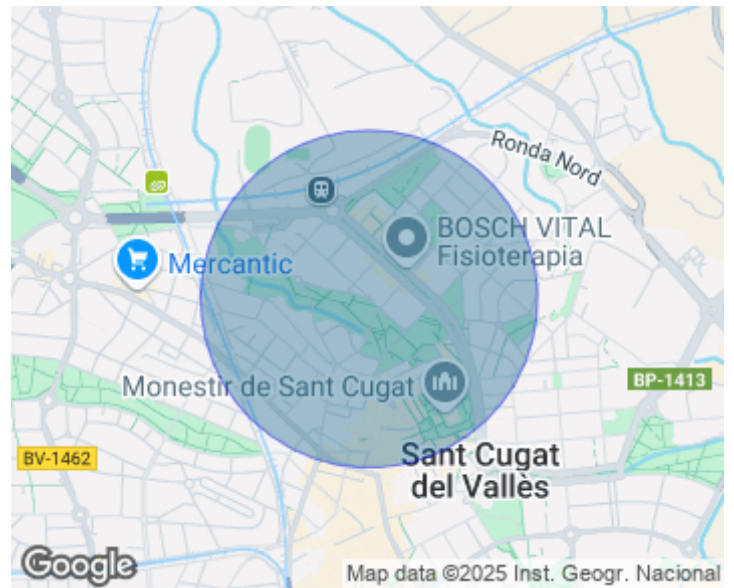 Ronda Nord
BOSCH VITAL
Fisioterapia
Mercantic
Monestir de Sant Cugat
BP-1413
BV-1462
Sant Cugat
del Vallès
Google
Map data ©2025 Inst. Geogr. Nacional